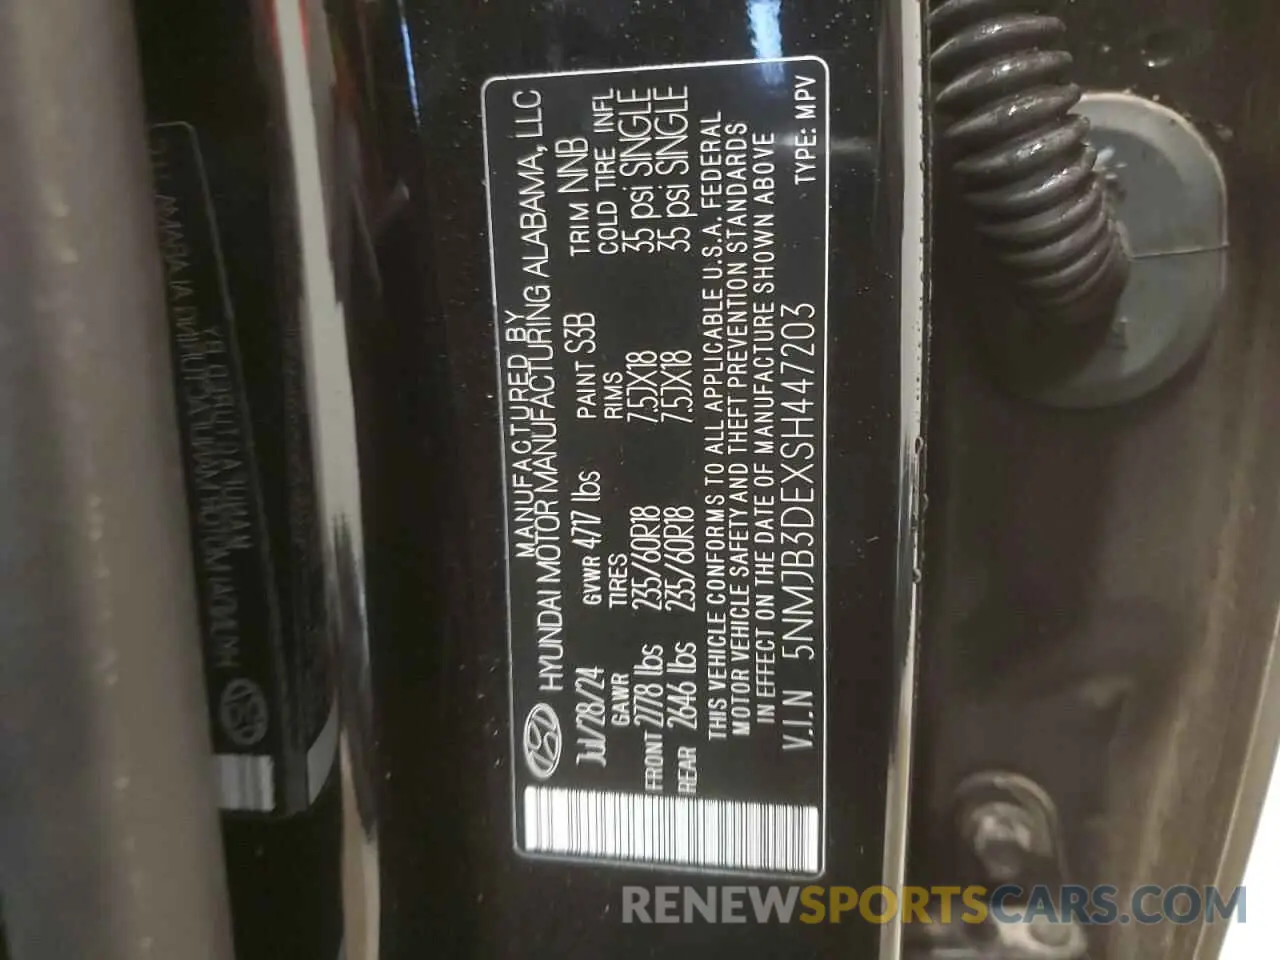 MANUFACTURED BY
HYUNDAI MOTOR MANUFACTURING ALABAMA, LLC
Jul/28/24 GVWR 4717 lbs PAINT S3B TRIM NNB
GAWR TIRES RIMS COLD TIRE INFL
FRONT 2778 lbs 235/60R18 7.5JX18 35 psi SINGLE
REAR 2646 lbs 235/60R18 7.5JX18 35 psi SINGLE
THIS VEHICLE CONFORMS TO ALL APPLICABLE U.S.A. FEDERAL
MOTOR VEHICLE SAFETY AND THEFT PREVENTION STANDARDS
IN EFFECT ON THE DATE OF MANUFACTURE SHOWN ABOVE
V.I.N 5NMJB3DEXSH447203 TYPE: MPV
RENEWSPORTSCARS.COM